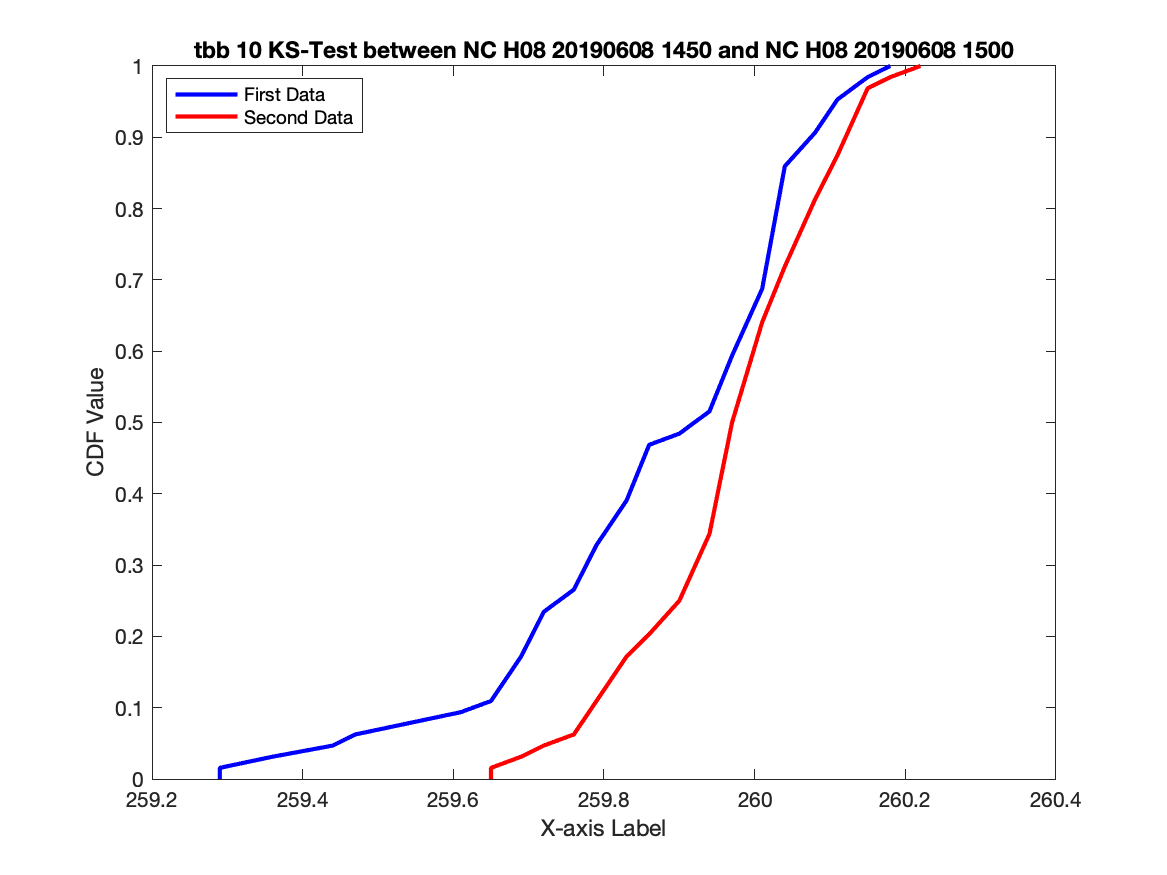 tbb 10 KS-Test between NC H08 20190608 1450 and NC H08 20190608 1500
First Data
Second Data
1
0.9
0.8
0.7
0.6
0.5
0.4
0.3
0.2
0.1
0
CDF Value
259.2 259.4 259.6 259.8 260 260.2 260.4
X-axis Label